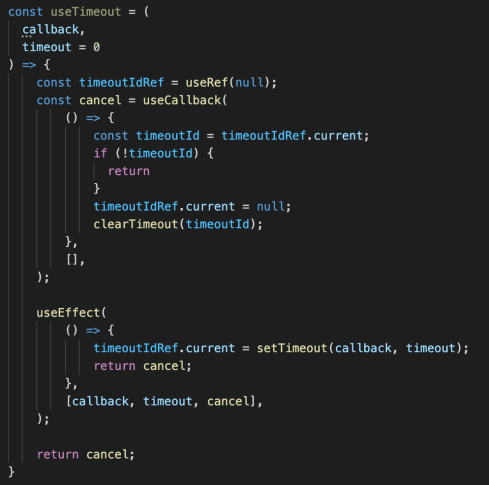 const useTimeout = (
  callback,
  timeout = 0
) => {
    const timeoutIdRef = useRef(null);
    const cancel = useCallback(
        () => {
            const timeoutId = timeoutIdRef.current;
            if (!timeoutId) {
              return
            }
            timeoutIdRef.current = null;
            clearTimeout(timeoutId);
        },
        [],
    );

    useEffect(
        () => {
            timeoutIdRef.current = setTimeout(callback, timeout);
            return cancel;
        },
        [callback, timeout, cancel],
    );

    return cancel;
}